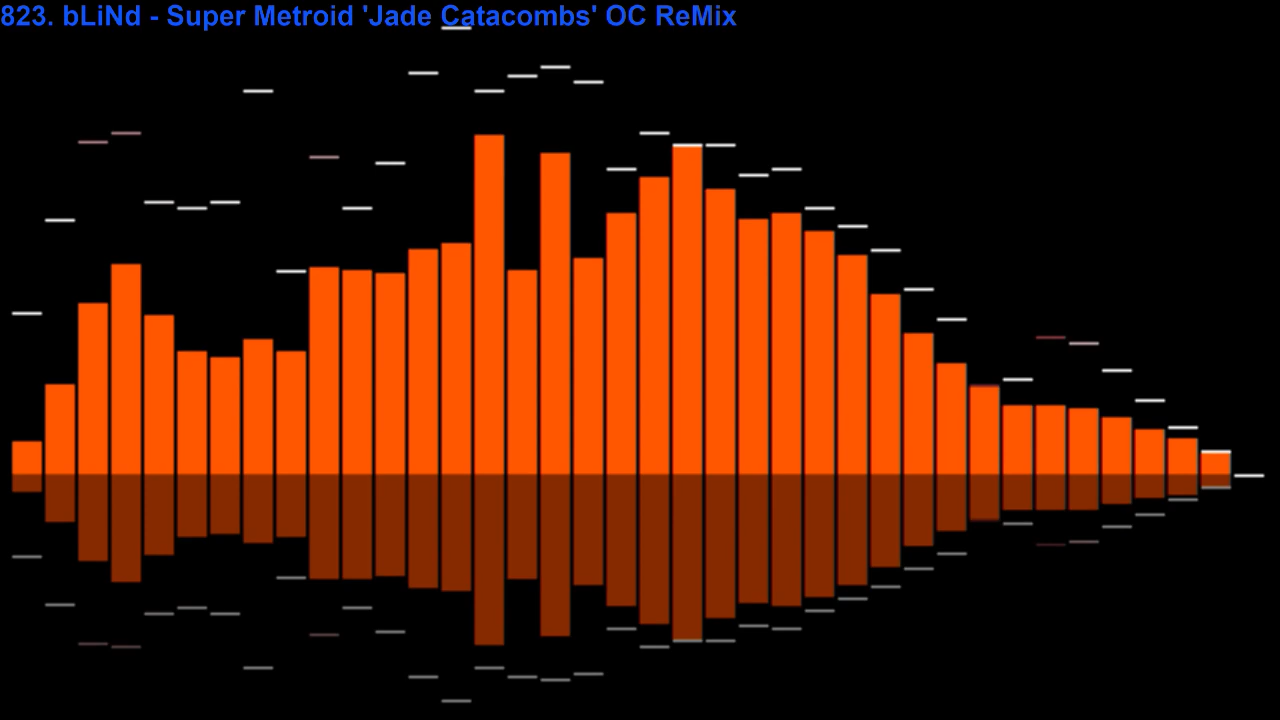 823. bLiNd - Super Metroid 'Jade Catacombs' OC ReMix